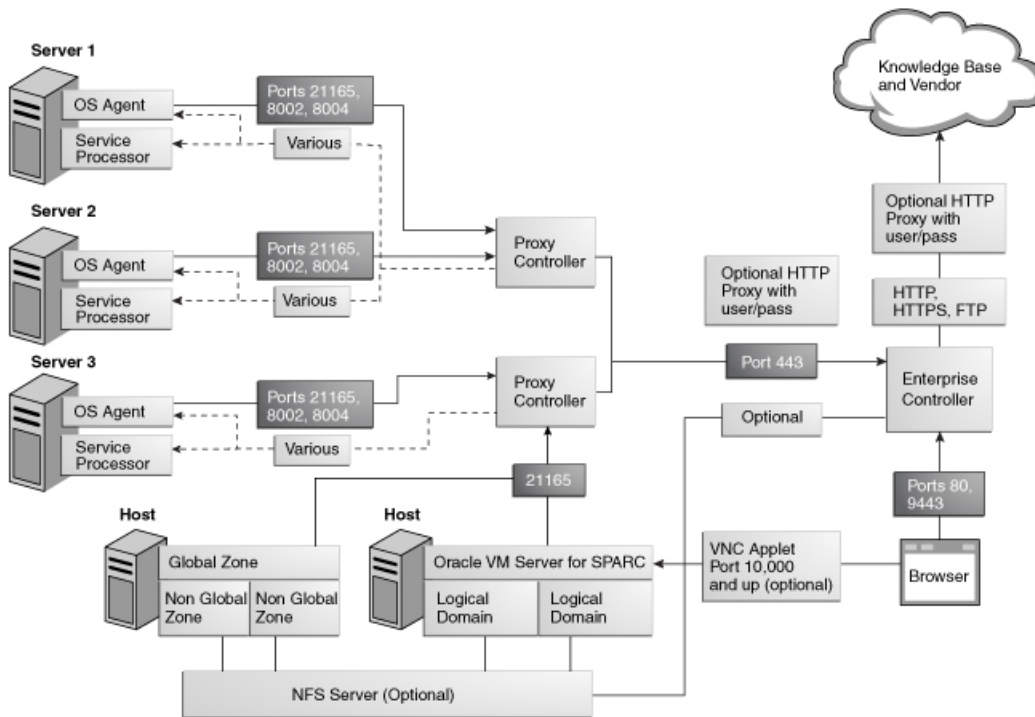 Server 1
OS Agent
Service
Processor
Ports 21165,
8002, 8004
Various
Server 2
OS Agent
Service
Processor
Ports 21165,
8002, 8004
Various
Server 3
OS Agent
Service
Processor
Ports 21165,
8002, 8004
Various
Proxy
Controller
Proxy
Controller
21165
Knowledge Base
and Vendor
Optional HTTP
Proxy with
user/pass
HTTP,
HTTPS, FTP
Optional HTTP
Proxy with
user/pass
Port 443
Enterprise
Controller
Optional
Ports 80,
9443
VNC Applet
Port 10,000
and up (optional)
Browser
Host
Global Zone
Non Global
Zone
Non Global
Zone
Host
Oracle VM Server for SPARC
Logical
Domain
Logical
Domain
NFS Server (Optional)